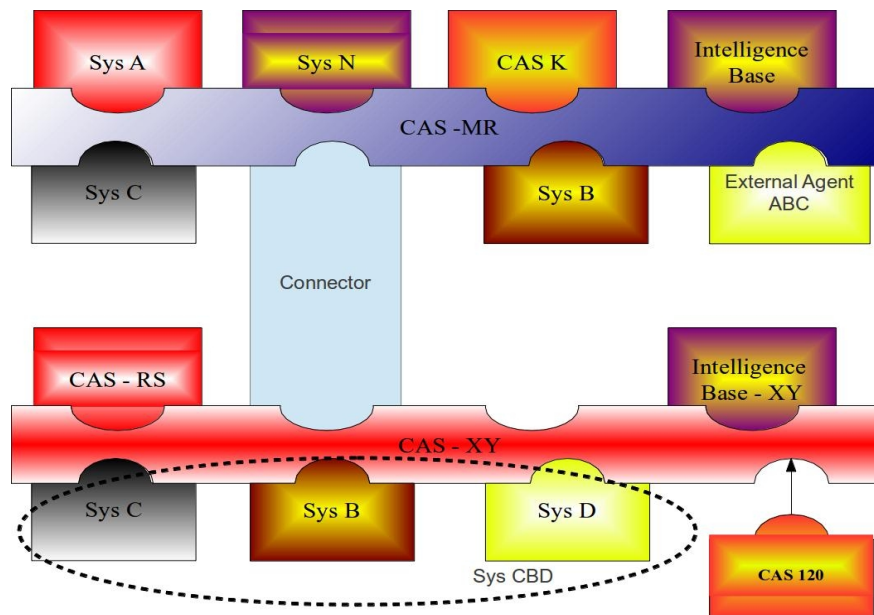 Sys A
Sys N
CAS K
Intelligence
Base
CAS -MR
Sys C
Sys B
External Agent
ABC
Connector
CAS - RS
Intelligence
Base - XY
CAS - XY
Sys C
Sys B
Sys D
Sys CBD
CAS 120